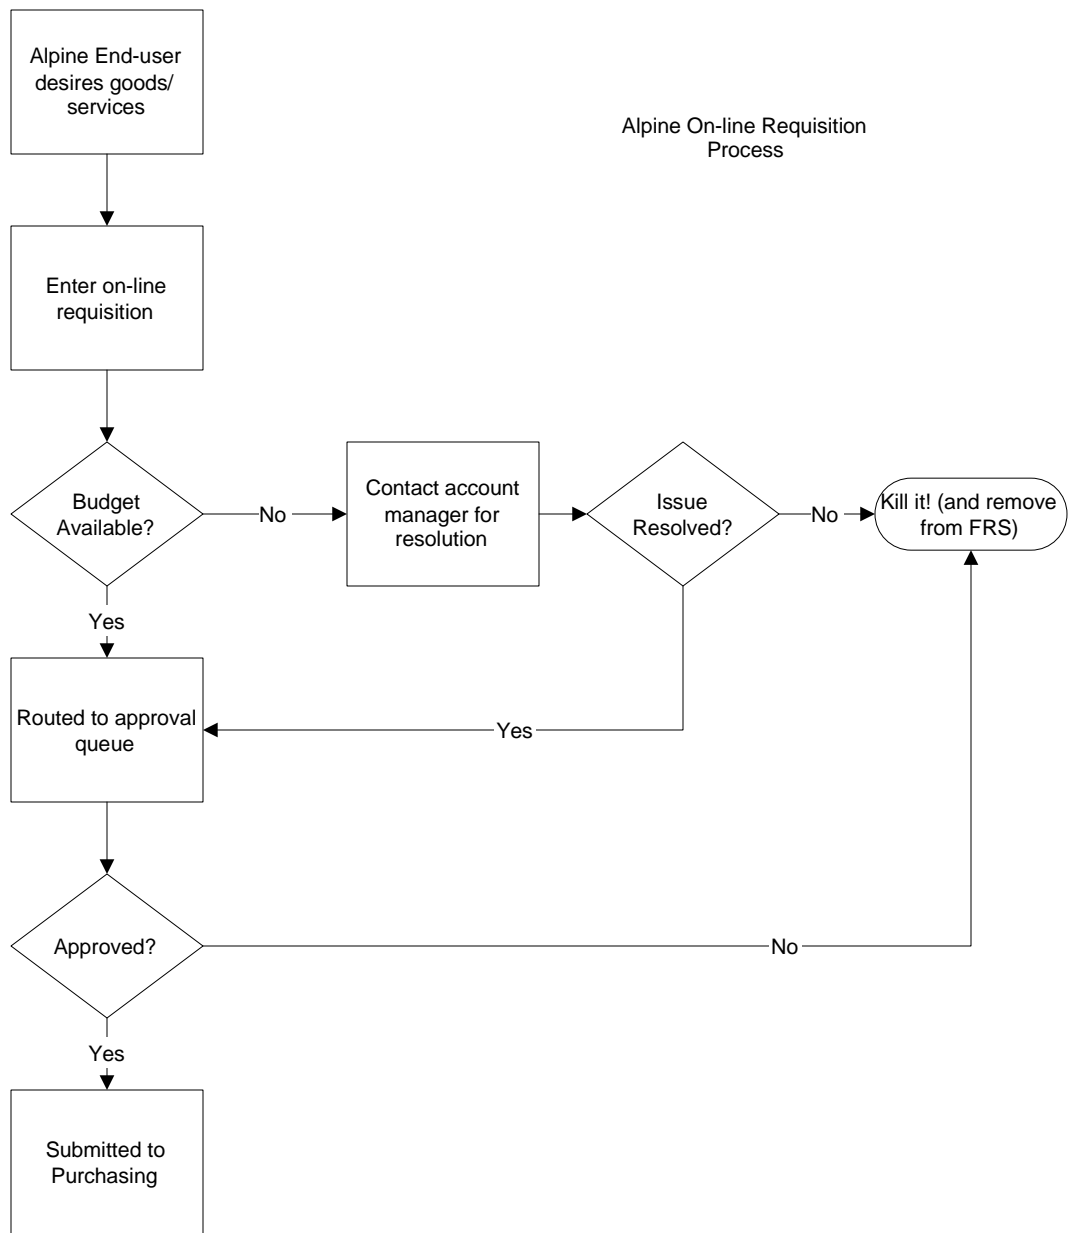 Alpine End-user
desires goods/
services
Alpine On-line Requisition
Process
Enter on-line
requisition
Budget
Available?
No
Contact account
manager for
resolution
Issue
Resolved?
No
Kill it! (and remove
from FRS)
Yes
Routed to approval
queue
Yes
Approved?
No
Yes
Submitted to
Purchasing